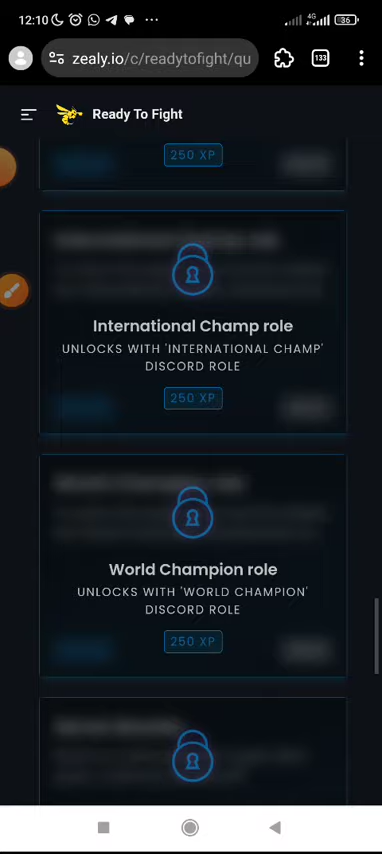 12:10
4G
36
zealy.io/c/readytofight/qu
133
Ready To Fight
250 XP
International Champ role
UNLOCKS WITH 'INTERNATIONAL CHAMP'
DISCORD ROLE
250 XP
World Champion role
UNLOCKS WITH 'WORLD CHAMPION'
DISCORD ROLE
250 XP